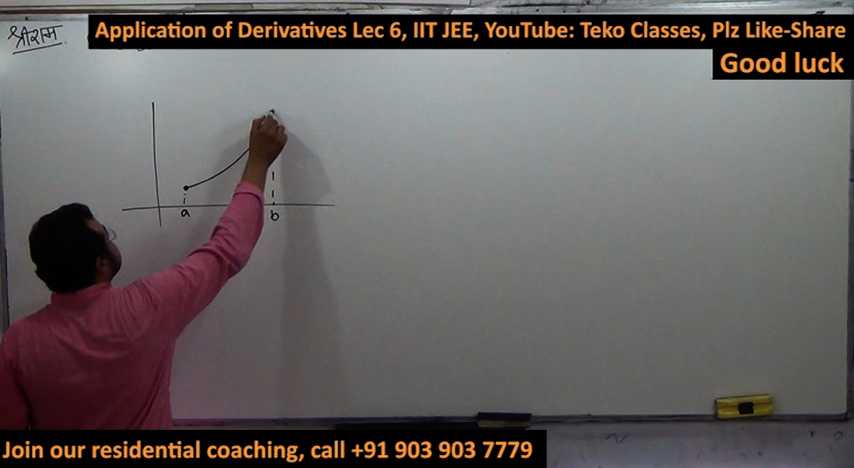 श्रीराम
Application of Derivatives Lec 6, IIT JEE, YouTube: Teko Classes, Plz Like-Share
Good luck
a
b
Join our residential coaching, call +91 903 903 7779